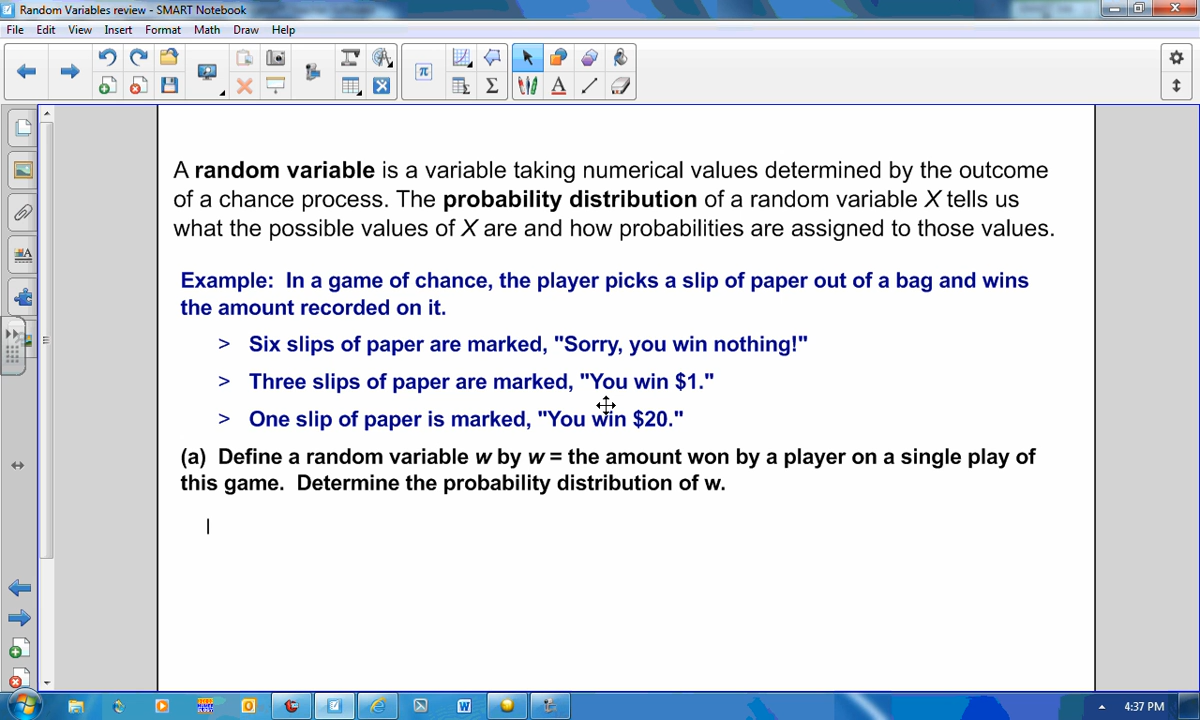 Random Variables review - SMART Notebook
File Edit View Insert Format Math Draw Help
π
Σ
A
A random variable is a variable taking numerical values determined by the outcome
of a chance process. The probability distribution of a random variable X tells us
what the possible values of X are and how probabilities are assigned to those values.
Example: In a game of chance, the player picks a slip of paper out of a bag and wins
the amount recorded on it.
> Six slips of paper are marked, "Sorry, you win nothing!"
> Three slips of paper are marked, "You win $1."
> One slip of paper is marked, "You win $20."
(a) Define a random variable w by w = the amount won by a player on a single play of
this game. Determine the probability distribution of w.
4:37 PM